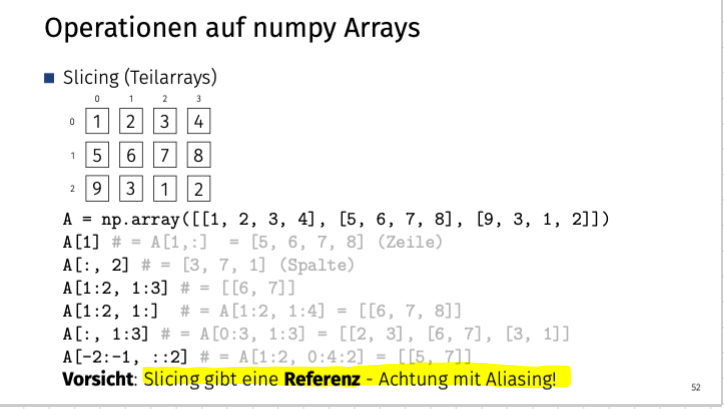 Operationen auf numpy Arrays
■ Slicing (Teilarrays)
0 1 2 3
0 1 2 3 4
1 5 6 7 8
2 9 3 1 2
A = np.array([[1, 2, 3, 4], [5, 6, 7, 8], [9, 3, 1, 2]])
A[1] # = A[1,:]  = [5, 6, 7, 8] (Zeile)
A[:, 2] # = [3, 7, 1] (Spalte)
A[1:2, 1:3] # = [[6, 7]]
A[1:2, 1:]  # = A[1:2, 1:4] = [[6, 7, 8]]
A[:, 1:3] # = A[0:3, 1:3] = [[2, 3], [6, 7], [3, 1]]
A[-2:-1, ::2] # = A[1:2, 0:4:2] = [[5, 7]]
Vorsicht: Slicing gibt eine Referenz - Achtung mit Aliasing!
52